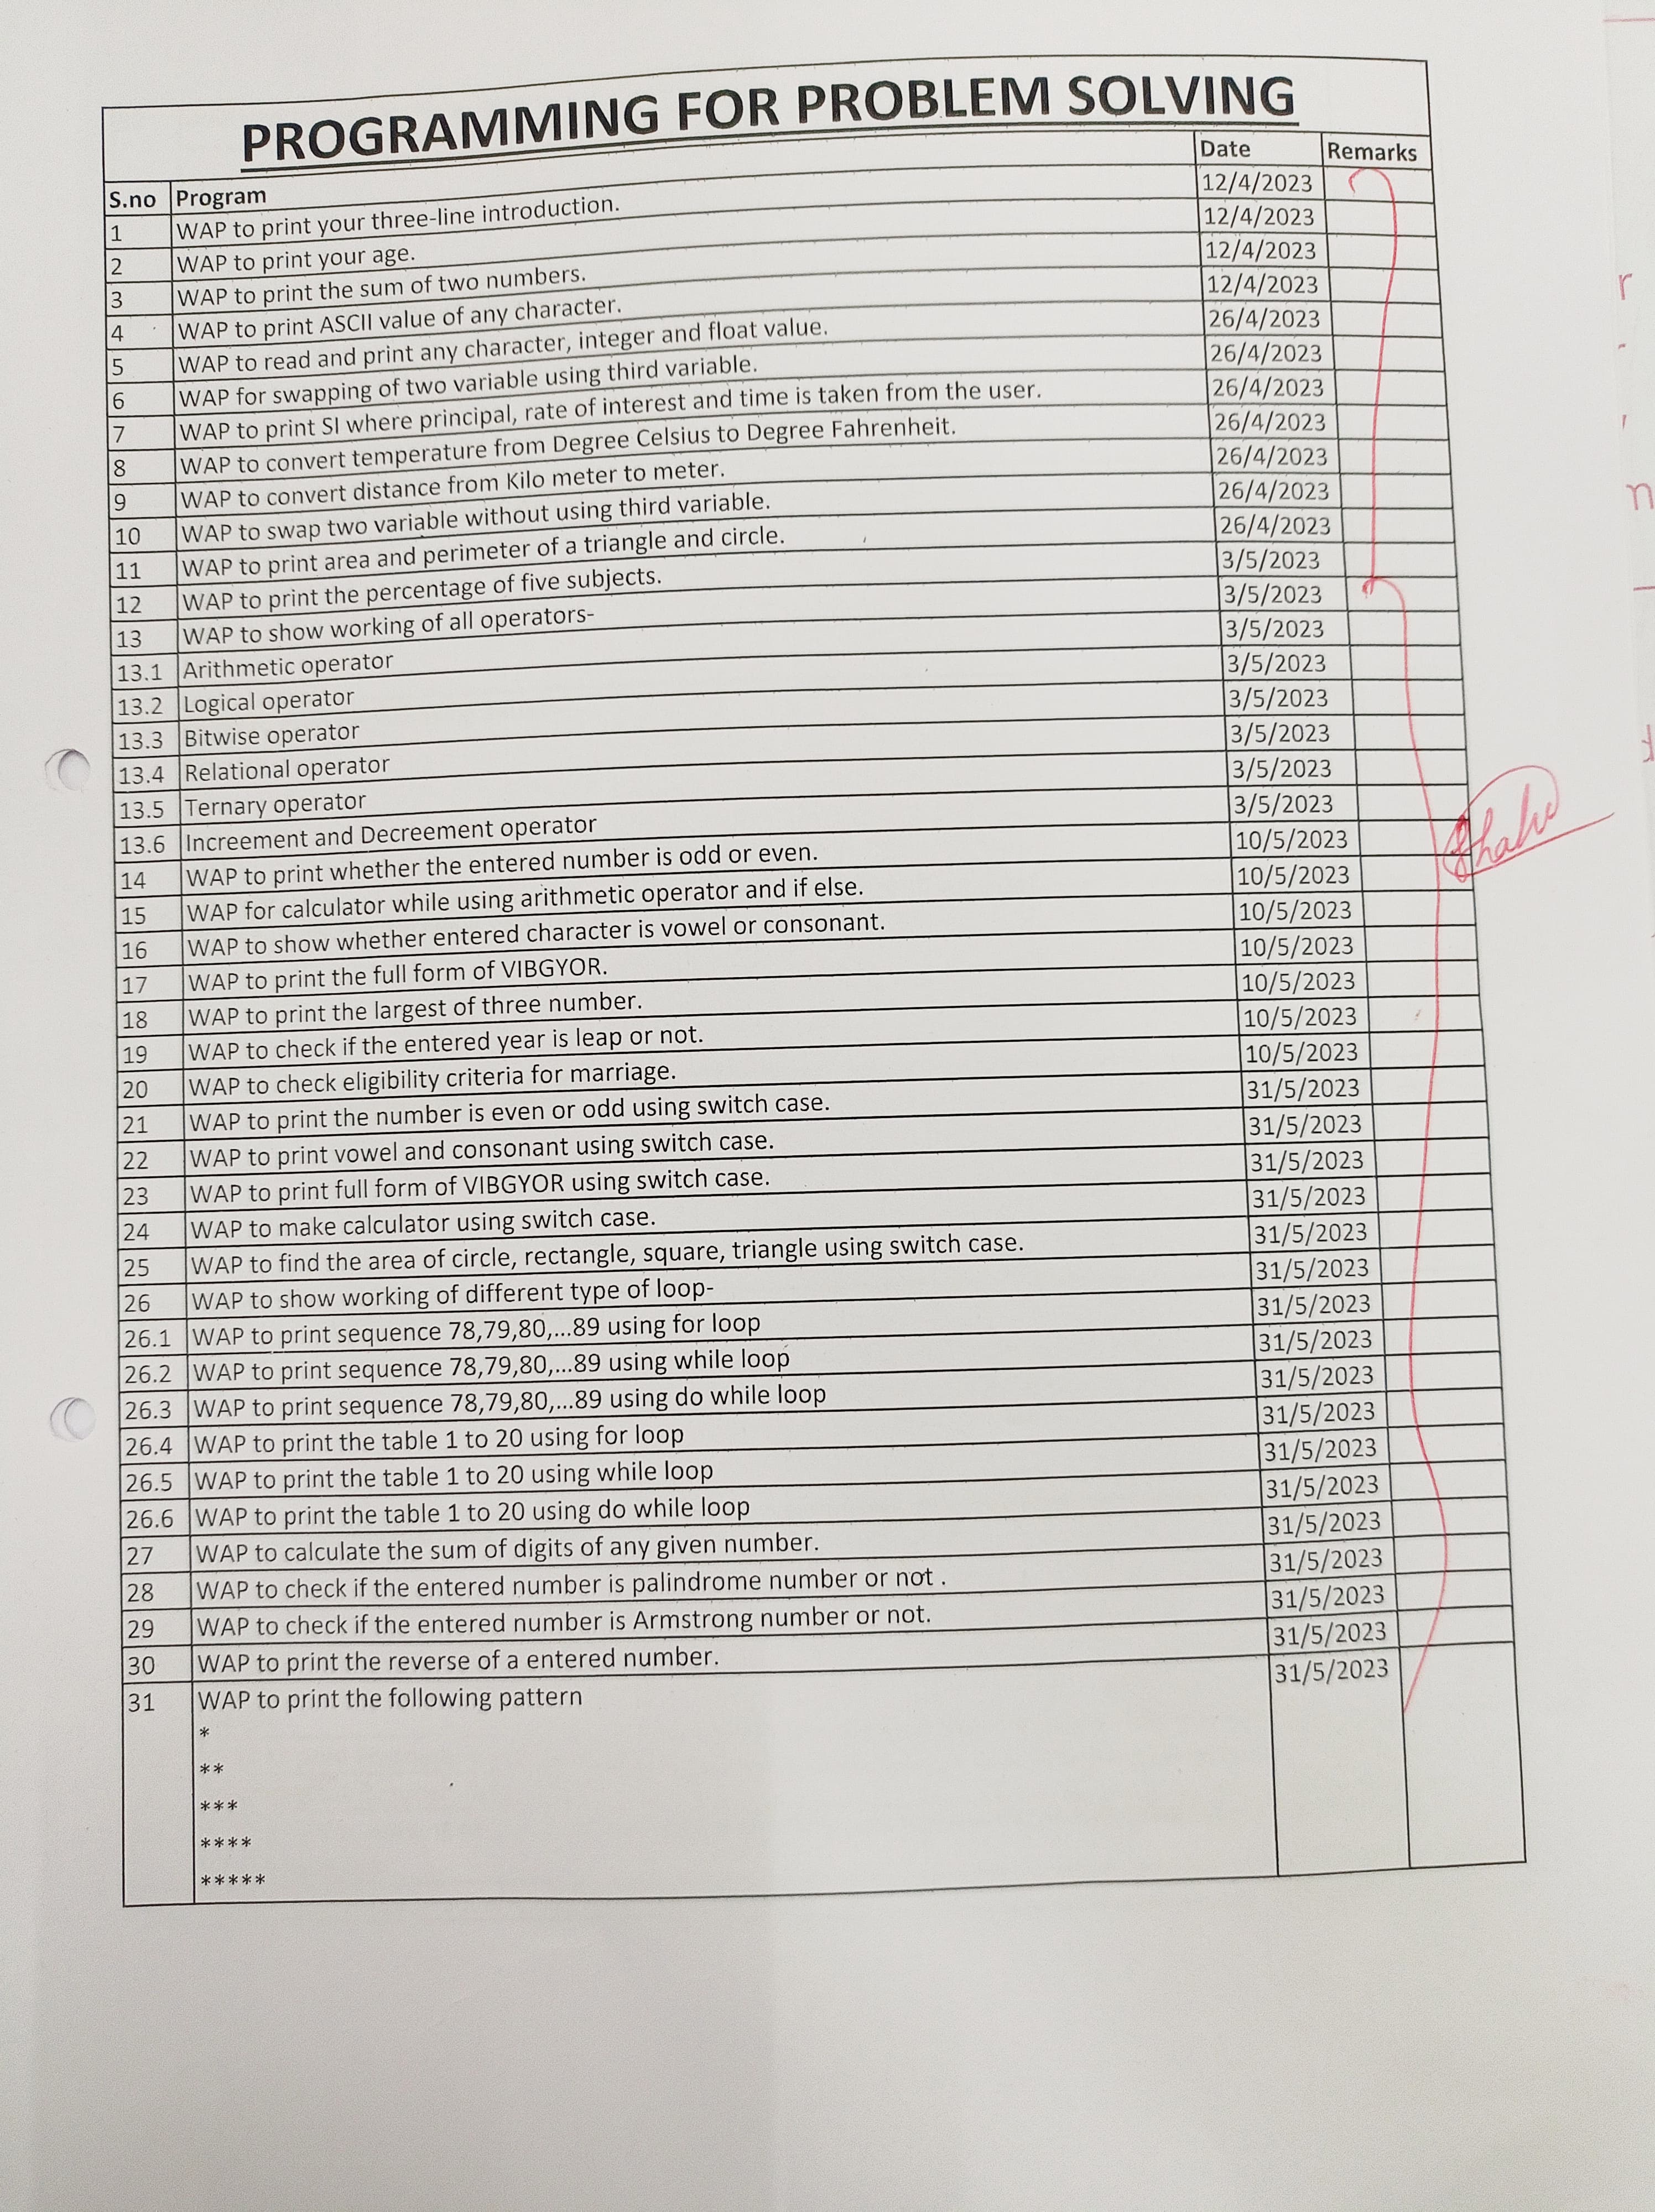 PROGRAMMING FOR PROBLEM SOLVING
S.no Program Date Remarks
1 WAP to print your three-line introduction. 12/4/2023
2 WAP to print your age. 12/4/2023
3 WAP to print the sum of two numbers. 12/4/2023
4 WAP to print ASCII value of any character. 12/4/2023
5 WAP to read and print any character, integer and float value. 26/4/2023
6 WAP for swapping of two variable using third variable. 26/4/2023
7 WAP to print SI where principal, rate of interest and time is taken from the user. 26/4/2023
8 WAP to convert temperature from Degree Celsius to Degree Fahrenheit. 26/4/2023
9 WAP to convert distance from Kilo meter to meter. 26/4/2023
10 WAP to swap two variable without using third variable. 26/4/2023
11 WAP to print area and perimeter of a triangle and circle. 26/4/2023
12 WAP to print the percentage of five subjects. 3/5/2023
13 WAP to show working of all operators- 3/5/2023
13.1 Arithmetic operator 3/5/2023
13.2 Logical operator 3/5/2023
13.3 Bitwise operator 3/5/2023
13.4 Relational operator 3/5/2023
13.5 Ternary operator 3/5/2023
13.6 Increement and Decreement operator 3/5/2023
14 WAP to print whether the entered number is odd or even. 10/5/2023
15 WAP for calculator while using arithmetic operator and if else. 10/5/2023
16 WAP to show whether entered character is vowel or consonant. 10/5/2023
17 WAP to print the full form of VIBGYOR. 10/5/2023
18 WAP to print the largest of three number. 10/5/2023
19 WAP to check if the entered year is leap or not. 10/5/2023
20 WAP to check eligibility criteria for marriage. 10/5/2023
21 WAP to print the number is even or odd using switch case. 31/5/2023
22 WAP to print vowel and consonant using switch case. 31/5/2023
23 WAP to print full form of VIBGYOR using switch case. 31/5/2023
24 WAP to make calculator using switch case. 31/5/2023
25 WAP to find the area of circle, rectangle, square, triangle using switch case. 31/5/2023
26 WAP to show working of different type of loop- 31/5/2023
26.1 WAP to print sequence 78,79,80,...89 using for loop 31/5/2023
26.2 WAP to print sequence 78,79,80,...89 using while loop 31/5/2023
26.3 WAP to print sequence 78,79,80,...89 using do while loop 31/5/2023
26.4 WAP to print the table 1 to 20 using for loop 31/5/2023
26.5 WAP to print the table 1 to 20 using while loop 31/5/2023
26.6 WAP to print the table 1 to 20 using do while loop 31/5/2023
27 WAP to calculate the sum of digits of any given number. 31/5/2023
28 WAP to check if the entered number is palindrome number or not . 31/5/2023
29 WAP to check if the entered number is Armstrong number or not. 31/5/2023
30 WAP to print the reverse of a entered number. 31/5/2023
31 WAP to print the following pattern 31/5/2023
*
**
***
****
*****